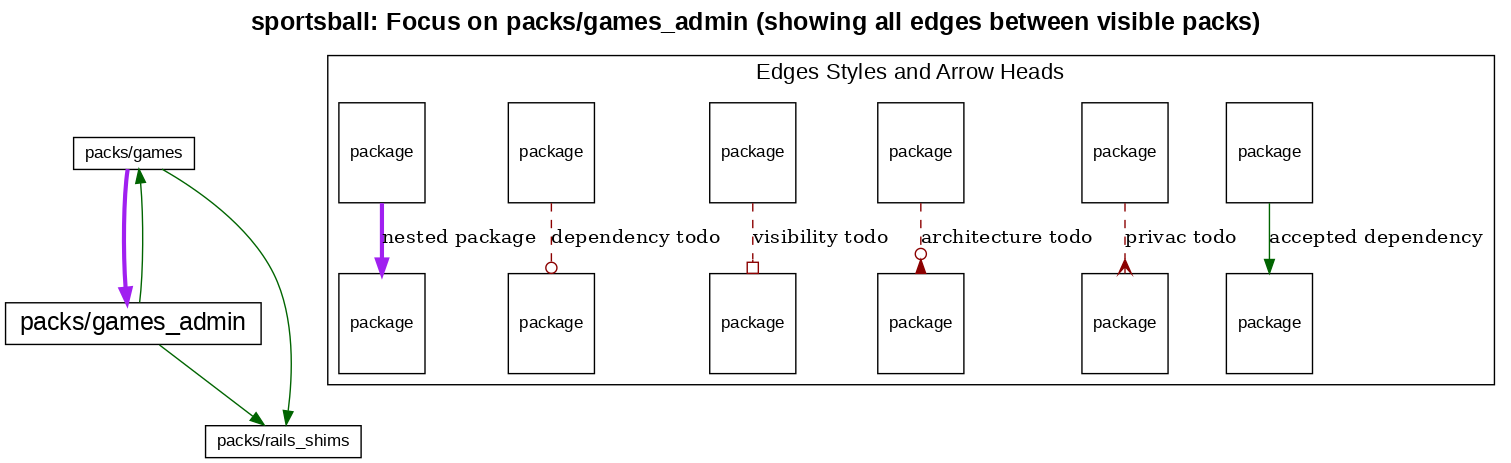 sportsball: Focus on packs/games_admin (showing all edges between visible packs)
packs/games
packs/games_admin
packs/rails_shims
Edges Styles and Arrow Heads
package
package
package
package
package
package
nested package
dependency todo
visibility todo
architecture todo
privac todo
accepted dependency
package
package
package
package
package
package